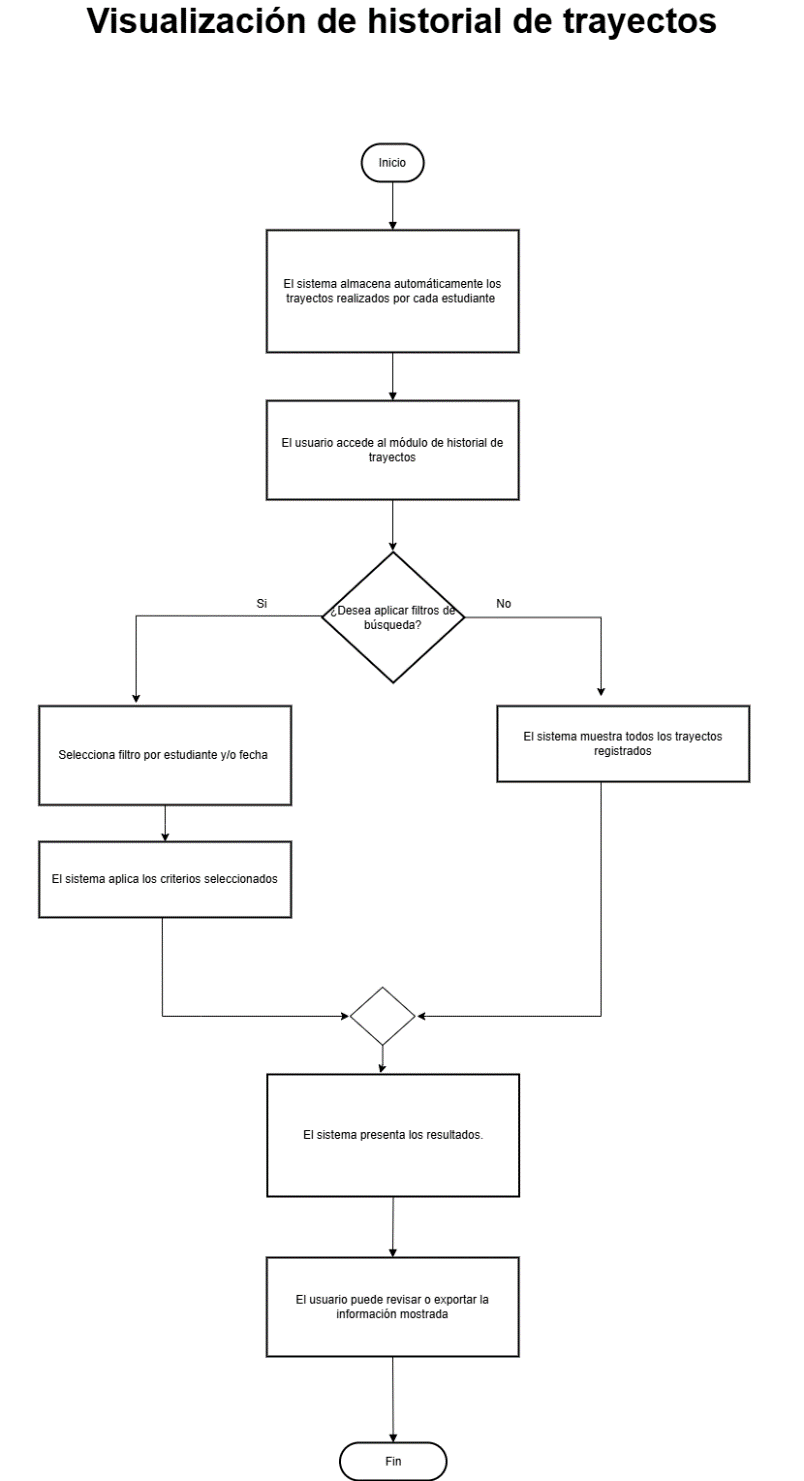 Visualización de historial de trayectos
Inicio
El sistema almacena automáticamente los
trayectos realizados por cada estudiante
El usuario accede al módulo de historial de
trayectos
¿Desea aplicar filtros de
búsqueda?
Si
No
Selecciona filtro por estudiante y/o fecha
El sistema muestra todos los trayectos
registrados
El sistema aplica los criterios seleccionados
El sistema presenta los resultados.
El usuario puede revisar o exportar la
información mostrada
Fin